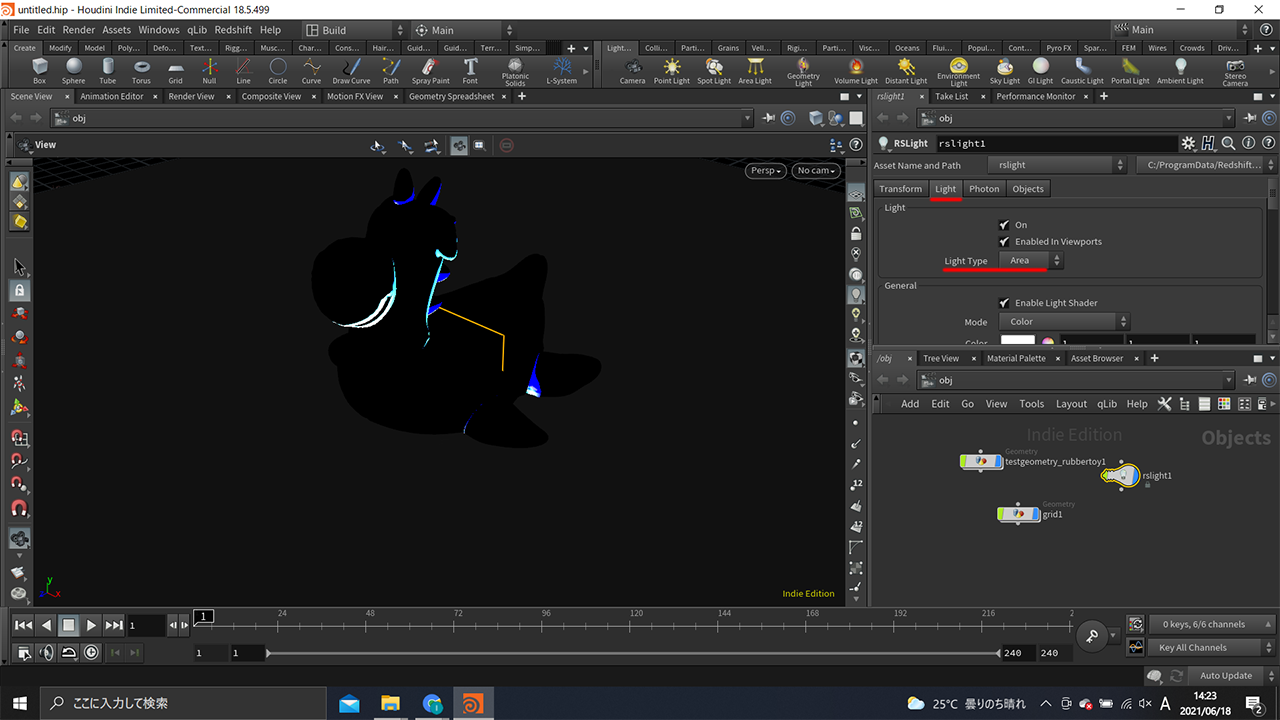 untitled.hip - Houdini Indie Limited-Commercial 18.5.499
File Edit Render Assets Windows qLib Redshift Help Build Main Main
Create Modify Model Poly... Defo... Text... Rigg... Musc... Char... Cons... Hair... Guid... Guid... Terr... Simp...
Light... Colli... Parti... Grains Vell... Rigi... Parti... Visc... Oceans Flui... Popul... Cont... Pyro FX Spar... FEM Wires Crowds Driv...
Box Sphere Tube Torus Grid Null Line Circle Curve Draw Curve Path Spray Paint Font Platonic Solids L-System
Camera Point Light Spot Light Area Light Geometry Light Volume Light Distant Light Environment Light Sky Light GI Light Caustic Light Portal Light Ambient Light Stereo Camera
Scene View Animation Editor Render View Composite View Motion FX View Geometry Spreadsheet
rslight1 Take List Performance Monitor
obj
obj
View
RSLight rslight1
Asset Name and Path rslight C:/ProgramData/Redshift...
Persp No cam
Transform Light Photon Objects
Light
On
Enabled In Viewports
Light Type Area
General
Enable Light Shader
Mode Color
Color 1 1 1
/obj Tree View Material Palette Asset Browser
obj
Add Edit Go View Tools Layout qLib Help
Indie Edition
Objects
Geometry
testgeometry_rubbertoy1
rslight1
Geometry
grid1
12
12
y
x
Indie Edition
1
1 24 48 72 96 120 144 168 192 216 2
1 1 240 240
0 keys, 6/6 channels
Key All Channels
Auto Update
ここに入力して検索
25°C 曇りのち晴れ
A
14:23
2021/06/18
2